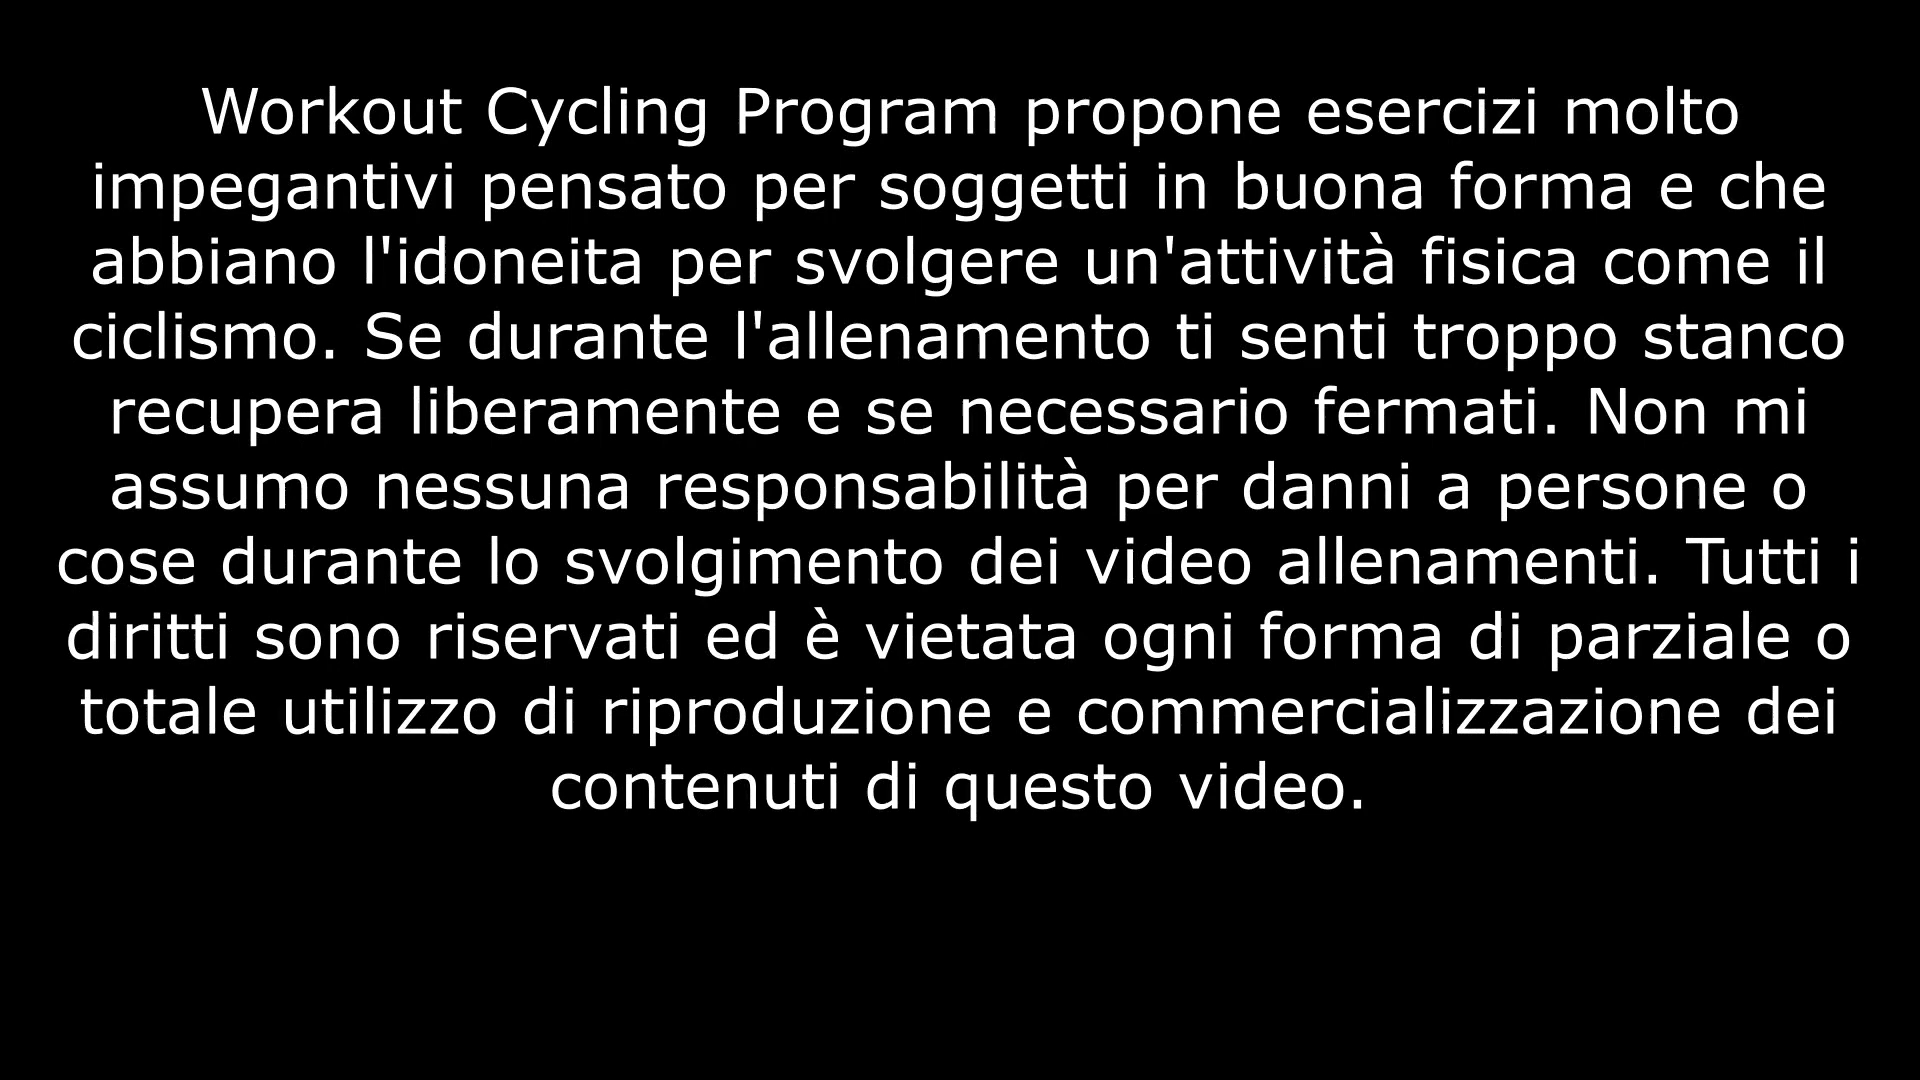 Workout Cycling Program propone esercizi molto
impegantivi pensato per soggetti in buona forma e che
abbiano l'idoneita per svolgere un'attività fisica come il
ciclismo. Se durante l'allenamento ti senti troppo stanco
recupera liberamente e se necessario fermati. Non mi
assumo nessuna responsabilità per danni a persone o
cose durante lo svolgimento dei video allenamenti. Tutti i
diritti sono riservati ed è vietata ogni forma di parziale o
totale utilizzo di riproduzione e commercializzazione dei
contenuti di questo video.